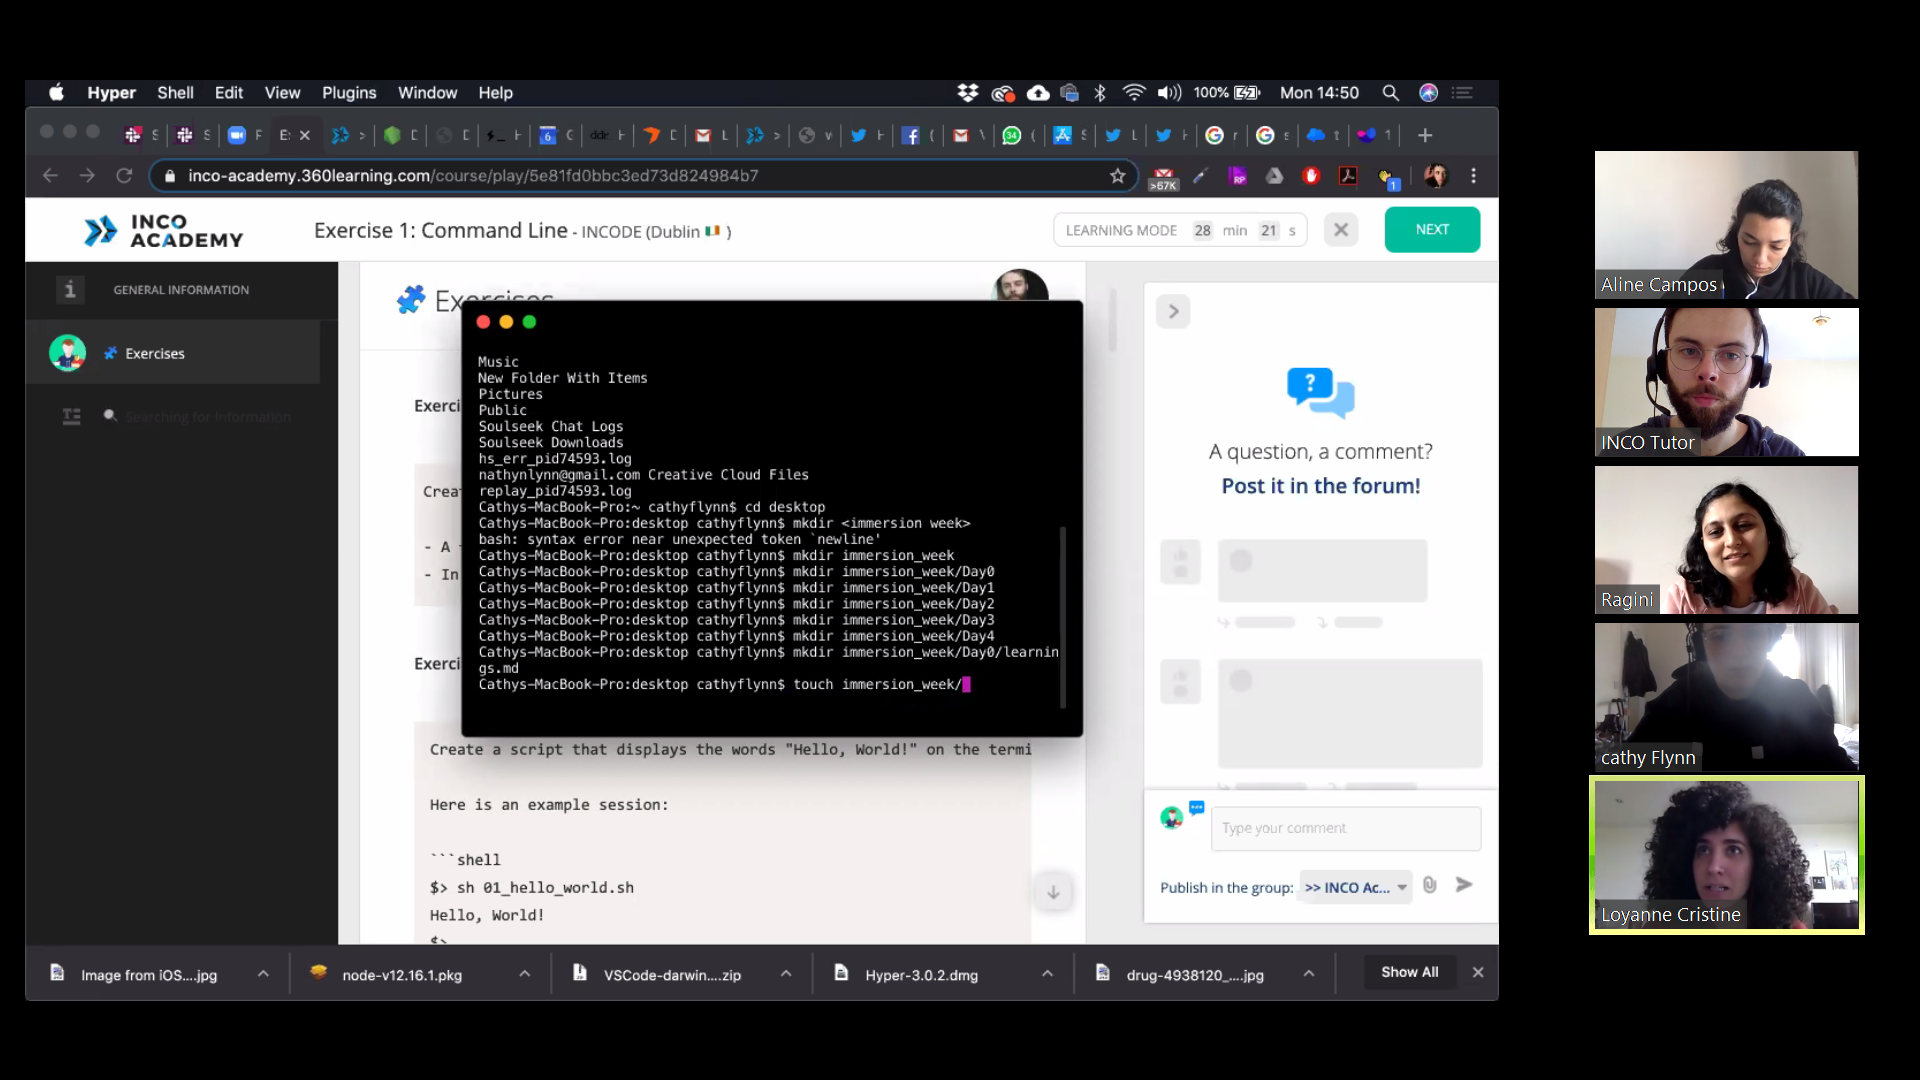 Hyper Shell Edit View Plugins Window Help 100% Mon 14:50
inco-academy.360learning.com/course/play/5e81fd0bbc3ed73d824984b7
>67K
1
INCO ACADEMY
Exercise 1: Command Line - INCODE (Dublin )
LEARNING MODE 28 min 21 s
NEXT
GENERAL INFORMATION
Exercises
Searching for Information
Exercises
Exerci
Crea
- A
- In
Exerci
Music
New Folder With Items
Pictures
Public
Soulseek Chat Logs
Soulseek Downloads
hs_err_pid74593.log
nathynlynn@gmail.com Creative Cloud Files
replay_pid74593.log
Cathys-MacBook-Pro:~ cathyflynn$ cd desktop
Cathys-MacBook-Pro:desktop cathyflynn$ mkdir <immersion week>
bash: syntax error near unexpected token `newline'
Cathys-MacBook-Pro:desktop cathyflynn$ mkdir immersion_week
Cathys-MacBook-Pro:desktop cathyflynn$ mkdir immersion_week/Day0
Cathys-MacBook-Pro:desktop cathyflynn$ mkdir immersion_week/Day1
Cathys-MacBook-Pro:desktop cathyflynn$ mkdir immersion_week/Day2
Cathys-MacBook-Pro:desktop cathyflynn$ mkdir immersion_week/Day3
Cathys-MacBook-Pro:desktop cathyflynn$ mkdir immersion_week/Day4
Cathys-MacBook-Pro:desktop cathyflynn$ mkdir immersion_week/Day0/learnin
gs.md
Cathys-MacBook-Pro:desktop cathyflynn$ touch immersion_week/
Create a script that displays the words "Hello, World!" on the termi
Here is an example session:
```shell
$> sh 01_hello_world.sh
Hello, World!
$>
A question, a comment?
Post it in the forum!
Type your comment
Publish in the group: >> INCO Ac...
Image from iOS....jpg
node-v12.16.1.pkg
VSCode-darwin....zip
Hyper-3.0.2.dmg
drug-4938120_....jpg
Show All
Aline Campos
INCO Tutor
Ragini
cathy Flynn
Loyanne Cristine